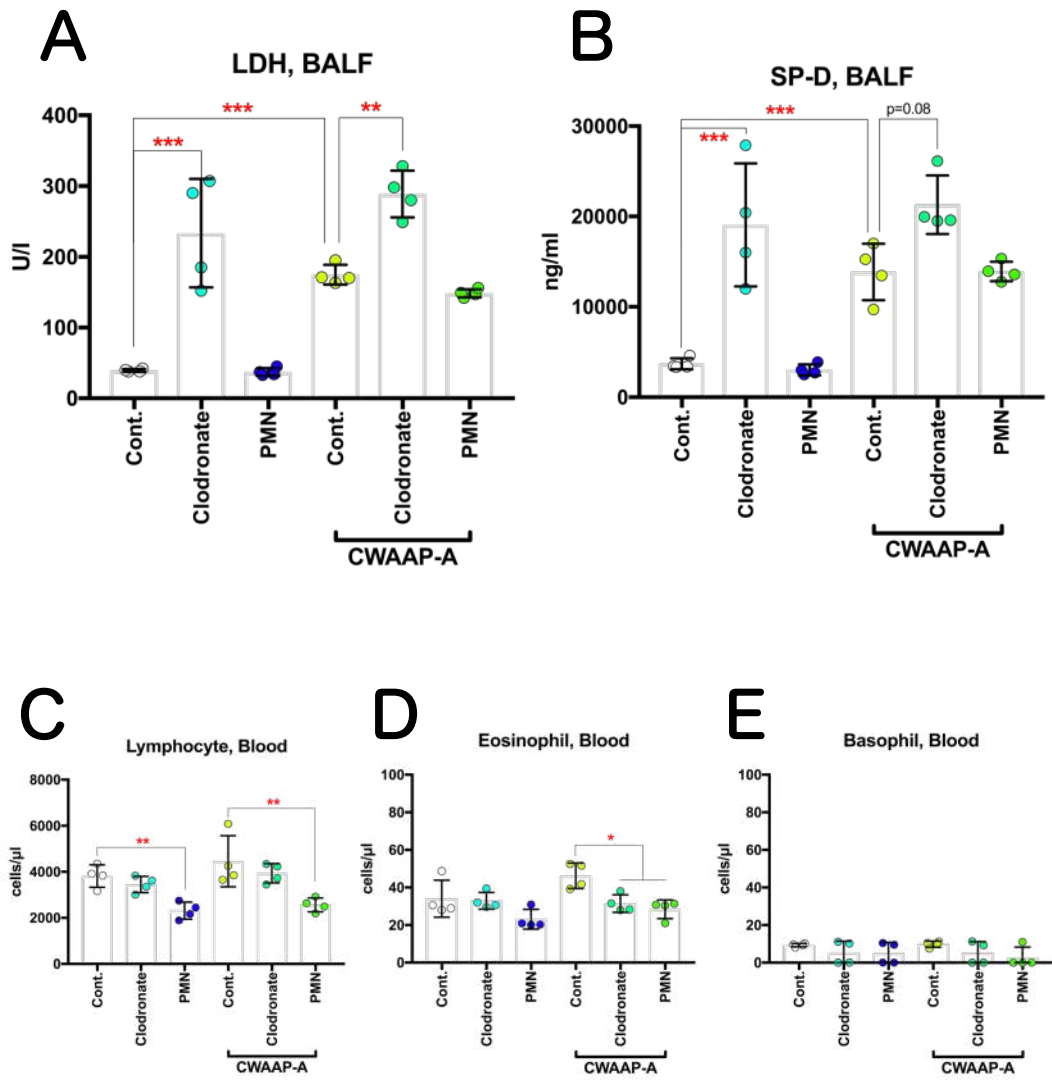 A
LDH, BALF
U/l
400
300
200
100
0
***
***
**
Cont.
Clodronate
PMN
Cont.
Clodronate
PMN
CWAAP-A
B
SP-D, BALF
ng/ml
30000
20000
10000
0
***
***
p=0.08
Cont.
Clodronate
PMN
Cont.
Clodronate
PMN
CWAAP-A
C
Lymphocyte, Blood
cells/µl
8000
6000
4000
2000
0
**
**
Cont.
Clodronate
PMN
Cont.
Clodronate
PMN
CWAAP-A
D
Eosinophil, Blood
cells/µl
100
80
60
40
20
0
*
Cont.
Clodronate
PMN
Cont.
Clodronate
PMN
CWAAP-A
E
Basophil, Blood
cells/µl
100
80
60
40
20
0
Cont.
Clodronate
PMN
Cont.
Clodronate
PMN
CWAAP-A